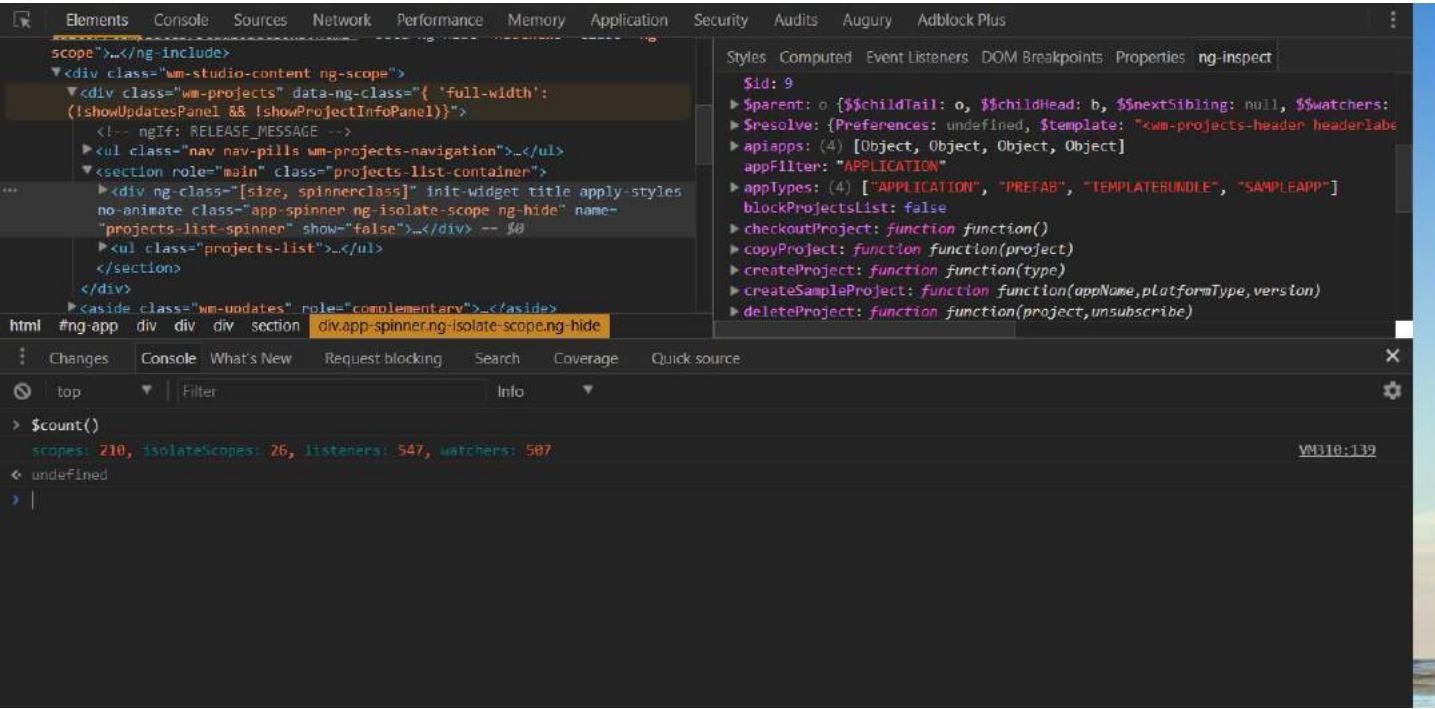 Elements Console Sources Network Performance Memory Application Security Audits Augury Adblock Plus
scope">…</ng-include>
▼<div class="wm-studio-content ng-scope">
▼<div class="wm-projects" data-ng-class="{ 'full-width':
(!showUpdatesPanel && !showProjectInfoPanel)}">
<!-- ngIf: RELEASE_MESSAGE -->
▶<ul class="nav nav-pills wm-projects-navigation">…</ul>
▼<section role="main" class="projects-list-container">
… ▶<div ng-class="[size, spinnerclass]" init-widget title apply-styles
no-animate class="app-spinner ng-isolate-scope ng-hide" name=
"projects-list-spinner" show="false">…</div> == $0
▶<ul class="projects-list">…</ul>
</section>
</div>
▶<aside class="wm-updates" role="complementary">…</aside>
html #ng-app div div div section div.app-spinner.ng-isolate-scope.ng-hide
Styles Computed Event Listeners DOM Breakpoints Properties ng-inspect
$id: 9
▶ $parent: o {$$childTail: o, $$childHead: b, $$nextSibling: null, $$watchers:
▶ $resolve: {Preferences: undefined, $template: "<wm-projects-header headerlabe
▶ apiapps: (4) [Object, Object, Object, Object]
appFilter: "APPLICATION"
▶ appTypes: (4) ["APPLICATION", "PREFAB", "TEMPLATEBUNDLE", "SAMPLEAPP"]
blockProjectsList: false
▶ checkoutProject: function function()
▶ copyProject: function function(project)
▶ createProject: function function(type)
▶ createSampleProject: function function(appName,platformType,version)
▶ deleteProject: function function(project,unsubscribe)
Changes Console What's New Request blocking Search Coverage Quick source
top ▼ Filter Info ▼
> $count()
scopes: 210, isolateScopes: 26, listeners: 547, watchers: 507 VM310:139
undefined